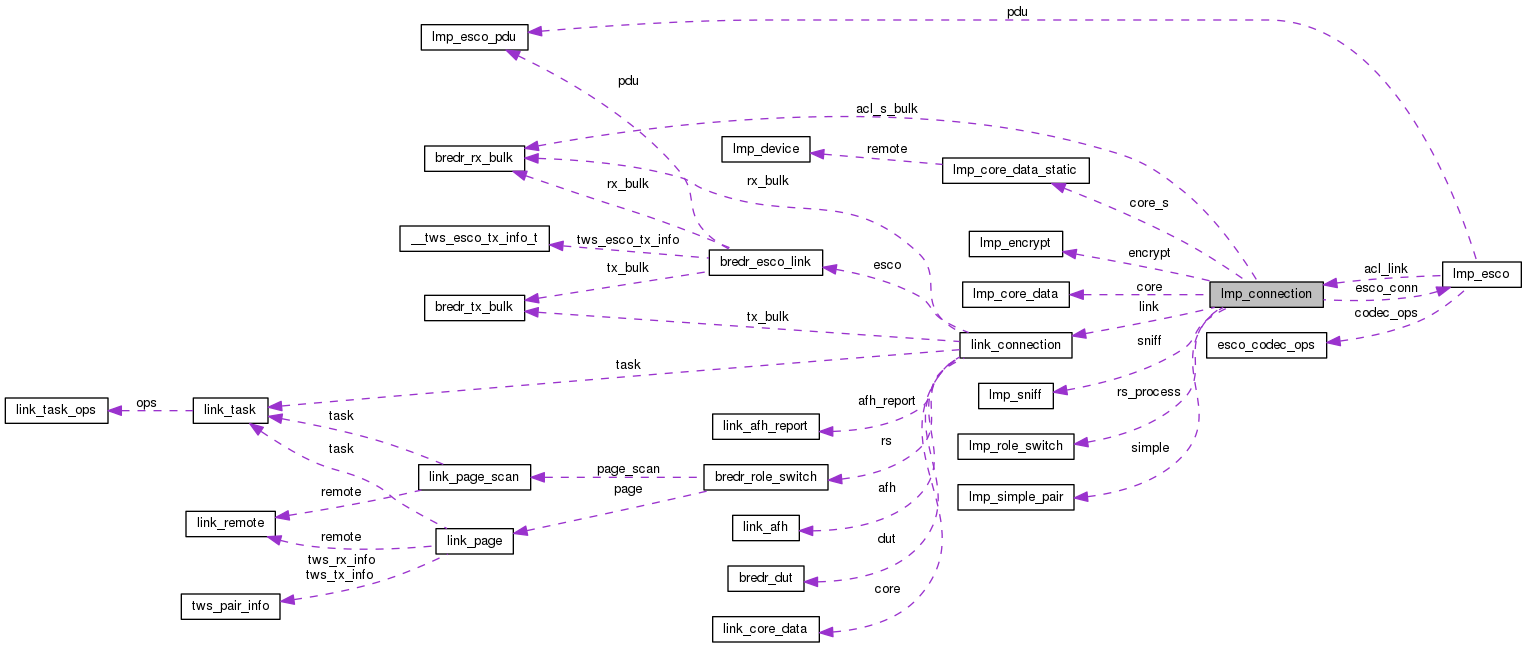 pdu
lmp_esco_pdu
pdu
acl_s_bulk
lmp_device
remote
bredr_rx_bulk
lmp_core_data_static
rx_bulk
rx_bulk
core_s
__tws_esco_tx_info_t
tws_esco_tx_info
lmp_encrypt
encrypt
bredr_esco_link
esco
tx_bulk
acl_link
lmp_esco
esco_conn
bredr_tx_bulk
lmp_core_data
core
lmp_connection
link
tx_bulk
codec_ops
link_connection
sniff
esco_codec_ops
task
lmp_sniff
rs_process
link_task_ops
ops
link_task
afh_report
task
link_afh_report
rs
lmp_role_switch
simple
task
page_scan
link_page_scan
bredr_role_switch
page
afh
remote
lmp_simple_pair
link_remote
link_afh
remote
link_page
dut
tws_rx_info
tws_tx_info
bredr_dut
core
tws_pair_info
link_core_data